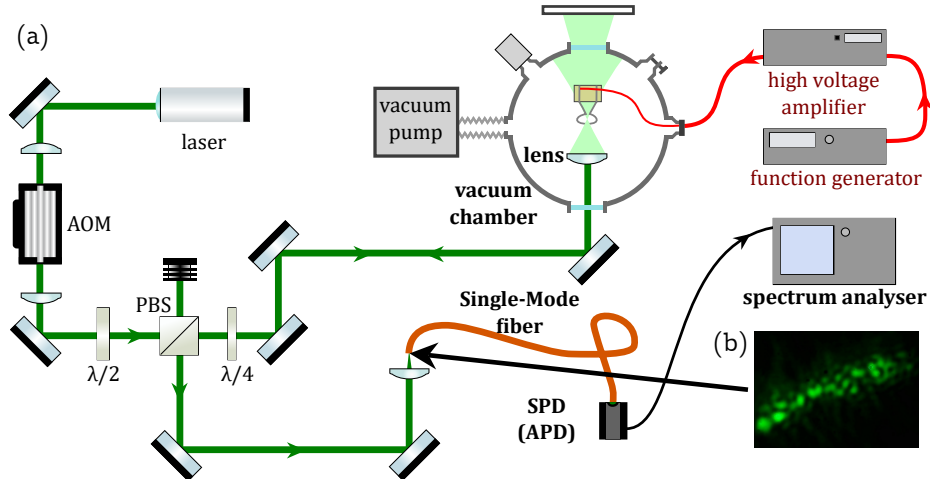 (a)
laser
AOM
PBS
λ/2
λ/4
vacuum
pump
lens
vacuum
chamber
high voltage
amplifier
function generator
spectrum analyser
Single-Mode
fiber
SPD
(APD)
(b)